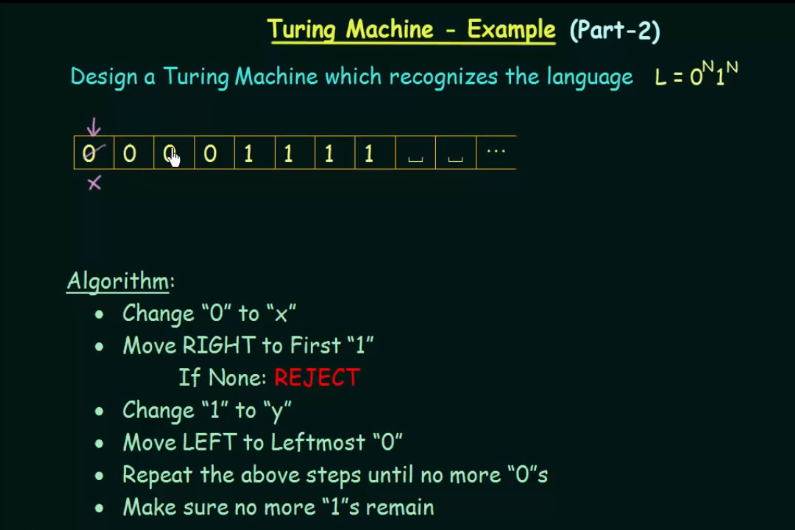 Turing Machine - Example (Part-2)
Design a Turing Machine which recognizes the language L = 0ᴺ1ᴺ
0 0 0 0 1 1 1 1 ⎵ ⎵ ...
x
Algorithm:
• Change “0” to “x”
• Move RIGHT to First “1”
If None: REJECT
• Change “1” to “y”
• Move LEFT to Leftmost “0”
• Repeat the above steps until no more “0”s
• Make sure no more “1”s remain